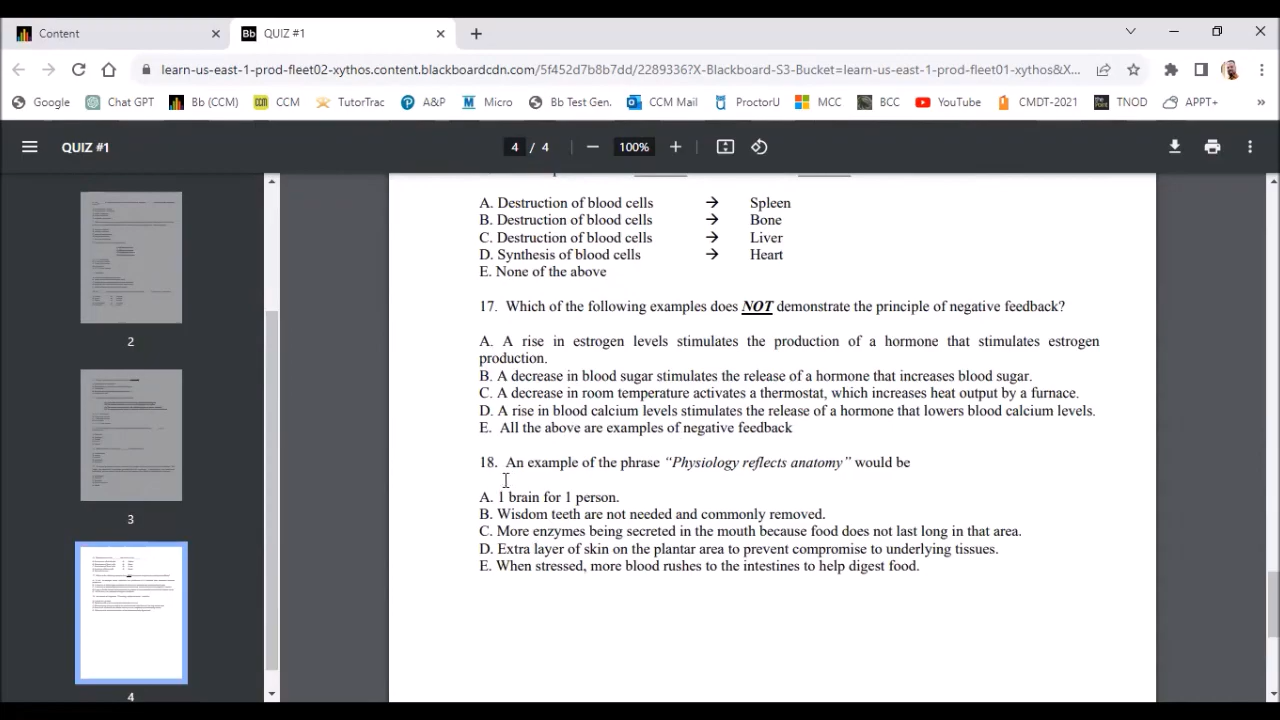 Content
Bb QUIZ #1
learn-us-east-1-prod-fleet02-xythos.content.blackboardcdn.com/5f452d7b8b7dd/2289336?X-Blackboard-S3-Bucket=learn-us-east-1-prod-fleet01-xythos&X...
Google Chat GPT Bb (CCM) ccm CCM TutorTrac A&P M Micro Bb Test Gen. CCM Mail ProctorU MCC BCC YouTube CMDT-2021 TNOD APPT+ »
QUIZ #1 4 / 4 100%
A. Destruction of blood cells → Spleen
B. Destruction of blood cells → Bone
C. Destruction of blood cells → Liver
D. Synthesis of blood cells → Heart
E. None of the above
17. Which of the following examples does NOT demonstrate the principle of negative feedback?
A. A rise in estrogen levels stimulates the production of a hormone that stimulates estrogen
production.
B. A decrease in blood sugar stimulates the release of a hormone that increases blood sugar.
C. A decrease in room temperature activates a thermostat, which increases heat output by a furnace.
D. A rise in blood calcium levels stimulates the release of a hormone that lowers blood calcium levels.
E. All the above are examples of negative feedback
18. An example of the phrase “Physiology reflects anatomy” would be
A. 1 brain for 1 person.
B. Wisdom teeth are not needed and commonly removed.
C. More enzymes being secreted in the mouth because food does not last long in that area.
D. Extra layer of skin on the plantar area to prevent compromise to underlying tissues.
E. When stressed, more blood rushes to the intestines to help digest food.
2
3
4